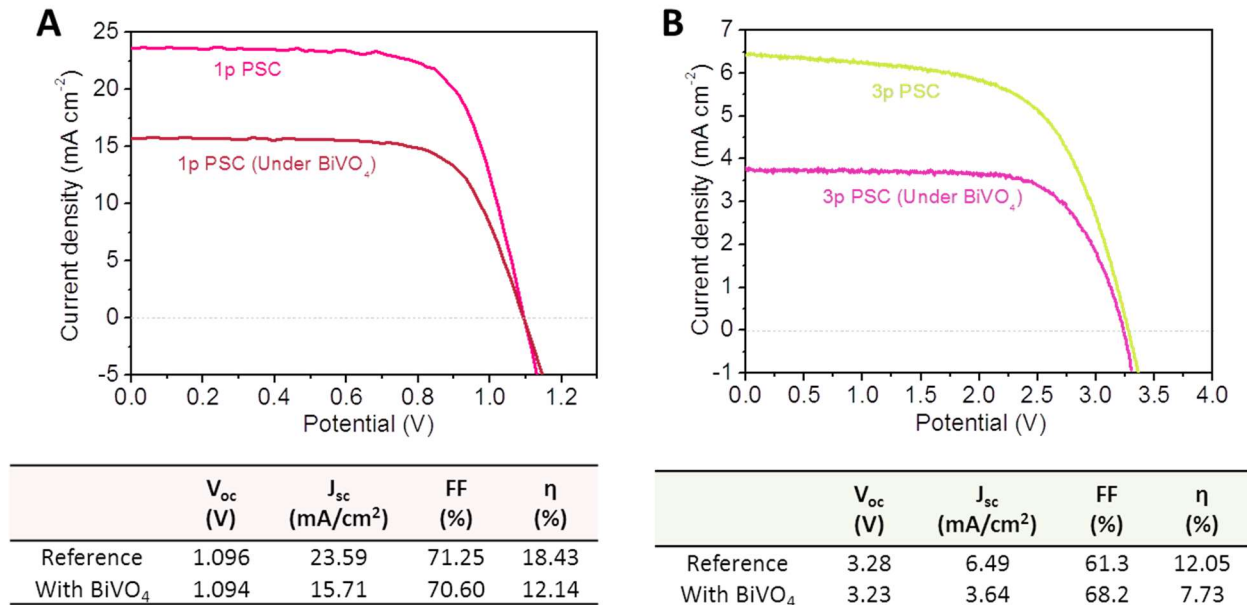 A
Current density (mA cm⁻²)
25
20
15
10
5
0
-5
1p PSC
1p PSC (Under BiVO₄)
0.0 0.2 0.4 0.6 0.8 1.0 1.2
Potential (V)
B
Current density (mA cm⁻²)
7
6
5
4
3
2
1
0
-1
3p PSC
3p PSC (Under BiVO₄)
0.0 0.5 1.0 1.5 2.0 2.5 3.0 3.5 4.0
Potential (V)
V_oc (V) J_sc (mA/cm²) FF (%) η (%)
Reference 1.096 23.59 71.25 18.43
With BiVO₄ 1.094 15.71 70.60 12.14
V_oc (V) J_sc (mA/cm²) FF (%) η (%)
Reference 3.28 6.49 61.3 12.05
With BiVO₄ 3.23 3.64 68.2 7.73